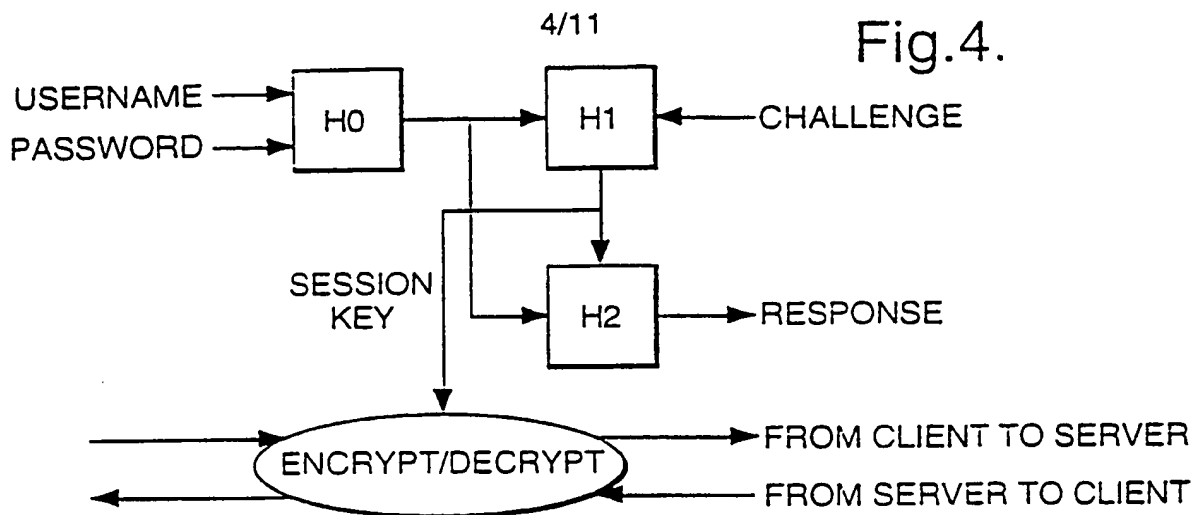 4/11
Fig.4.
USERNAME
PASSWORD
H0
H1
CHALLENGE
SESSION
KEY
H2
RESPONSE
ENCRYPT/DECRYPT
FROM CLIENT TO SERVER
FROM SERVER TO CLIENT